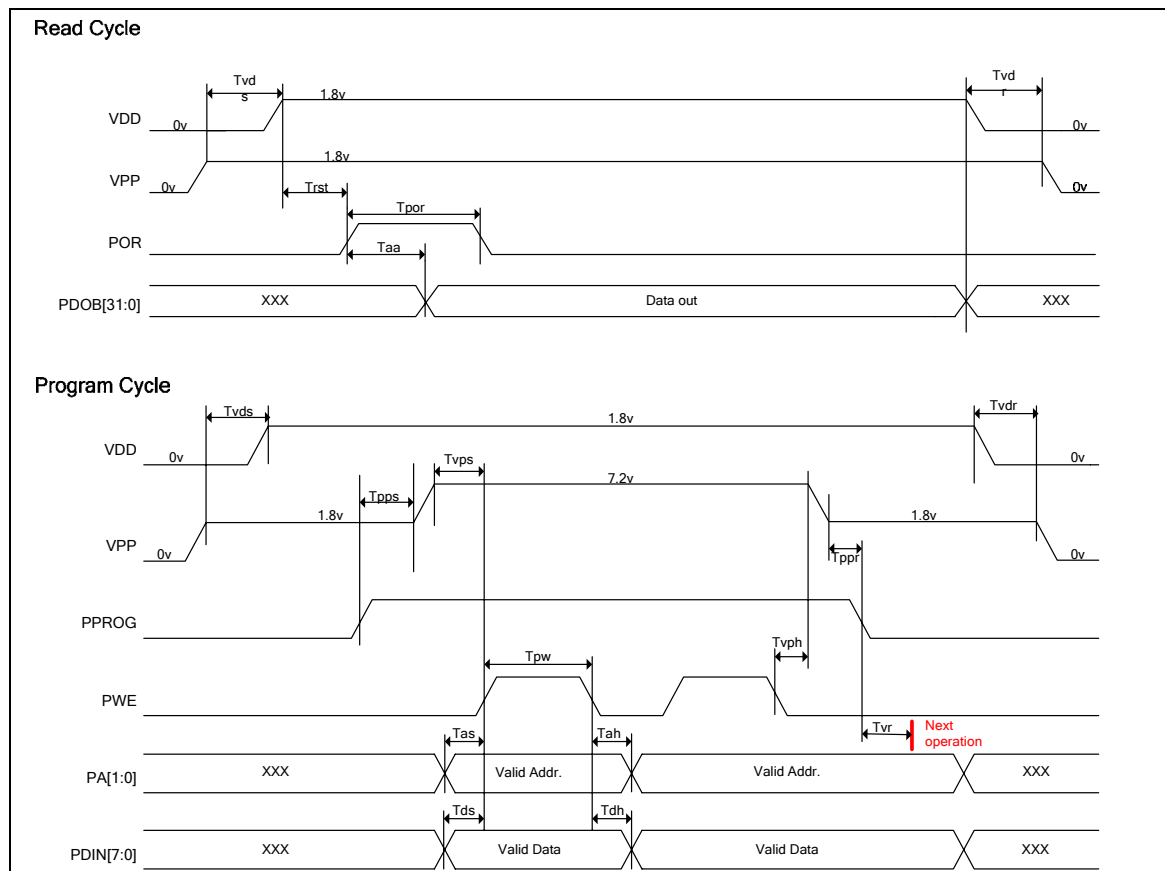 Read Cycle
Tvd
s
Tvd
r
VDD
0v
1.8v
0v
VPP
0v
1.8v
0v
Trst
Tpor
POR
Taa
PDOB[31:0]
XXX
Data out
XXX
Program Cycle
Tvds
Tvdr
VDD
0v
1.8v
0v
Tvps
Tpps
7.2v
VPP
0v
1.8v
1.8v
0v
Tppr
PPROG
Tvph
Tpw
PWE
Tvr
Next
operation
Tas
Tah
PA[1:0]
XXX
Valid Addr.
Valid Addr.
XXX
Tds
Tdh
PDIN[7:0]
XXX
Valid Data
Valid Data
XXX